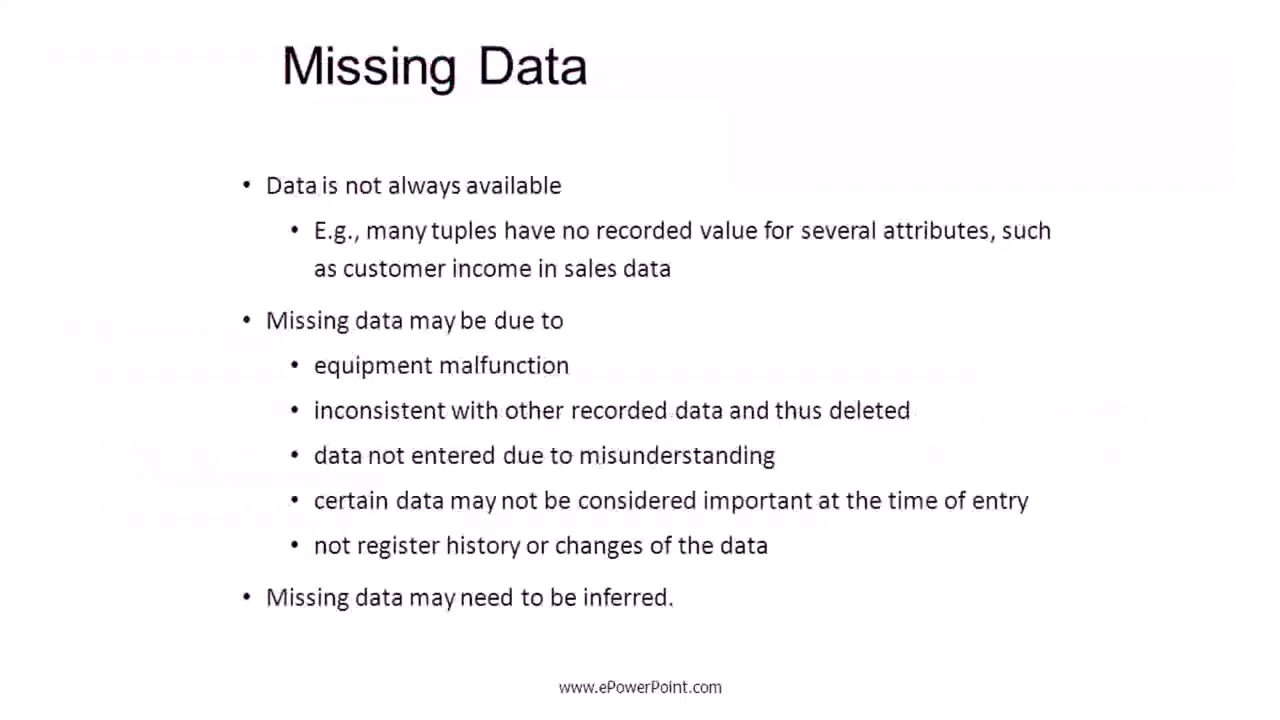 Missing Data
• Data is not always available
• E.g., many tuples have no recorded value for several attributes, such
as customer income in sales data
• Missing data may be due to
• equipment malfunction
• inconsistent with other recorded data and thus deleted
• data not entered due to misunderstanding
• certain data may not be considered important at the time of entry
• not register history or changes of the data
• Missing data may need to be inferred.
www.ePowerPoint.com